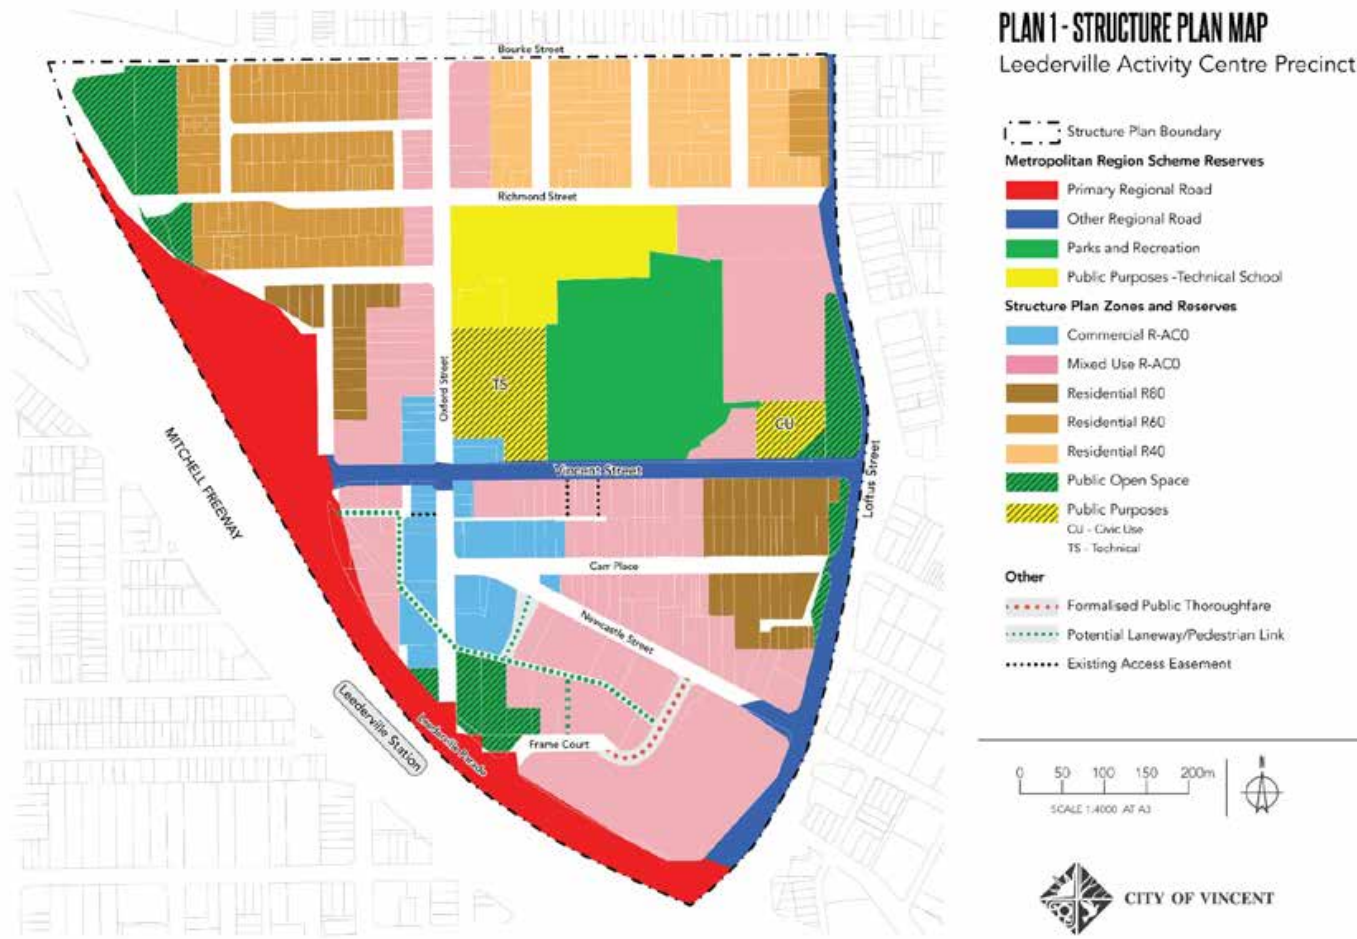 PLAN 1 - STRUCTURE PLAN MAP
Leederville Activity Centre Precinct
Structure Plan Boundary
Metropolitan Region Scheme Reserves
Primary Regional Road
Other Regional Road
Parks and Recreation
Public Purposes -Technical School
Structure Plan Zones and Reserves
Commercial R-AC0
Mixed Use R-AC0
Residential R80
Residential R60
Residential R40
Public Open Space
Public Purposes
CU - Civic Use
TS - Technical
Other
Formalised Public Thoroughfare
Potential Laneway/Pedestrian Link
Existing Access Easement
0 50 100 150 200m
SCALE 1:4000 AT A3
N
CITY OF VINCENT
Bourke Street
Richmond Street
Oxford Street
TS
CU
Vincent Street
Loftus Street
MITCHELL FREEWAY
Carr Place
Newcastle Street
Leederville Station
Leederville Parade
Frame Court